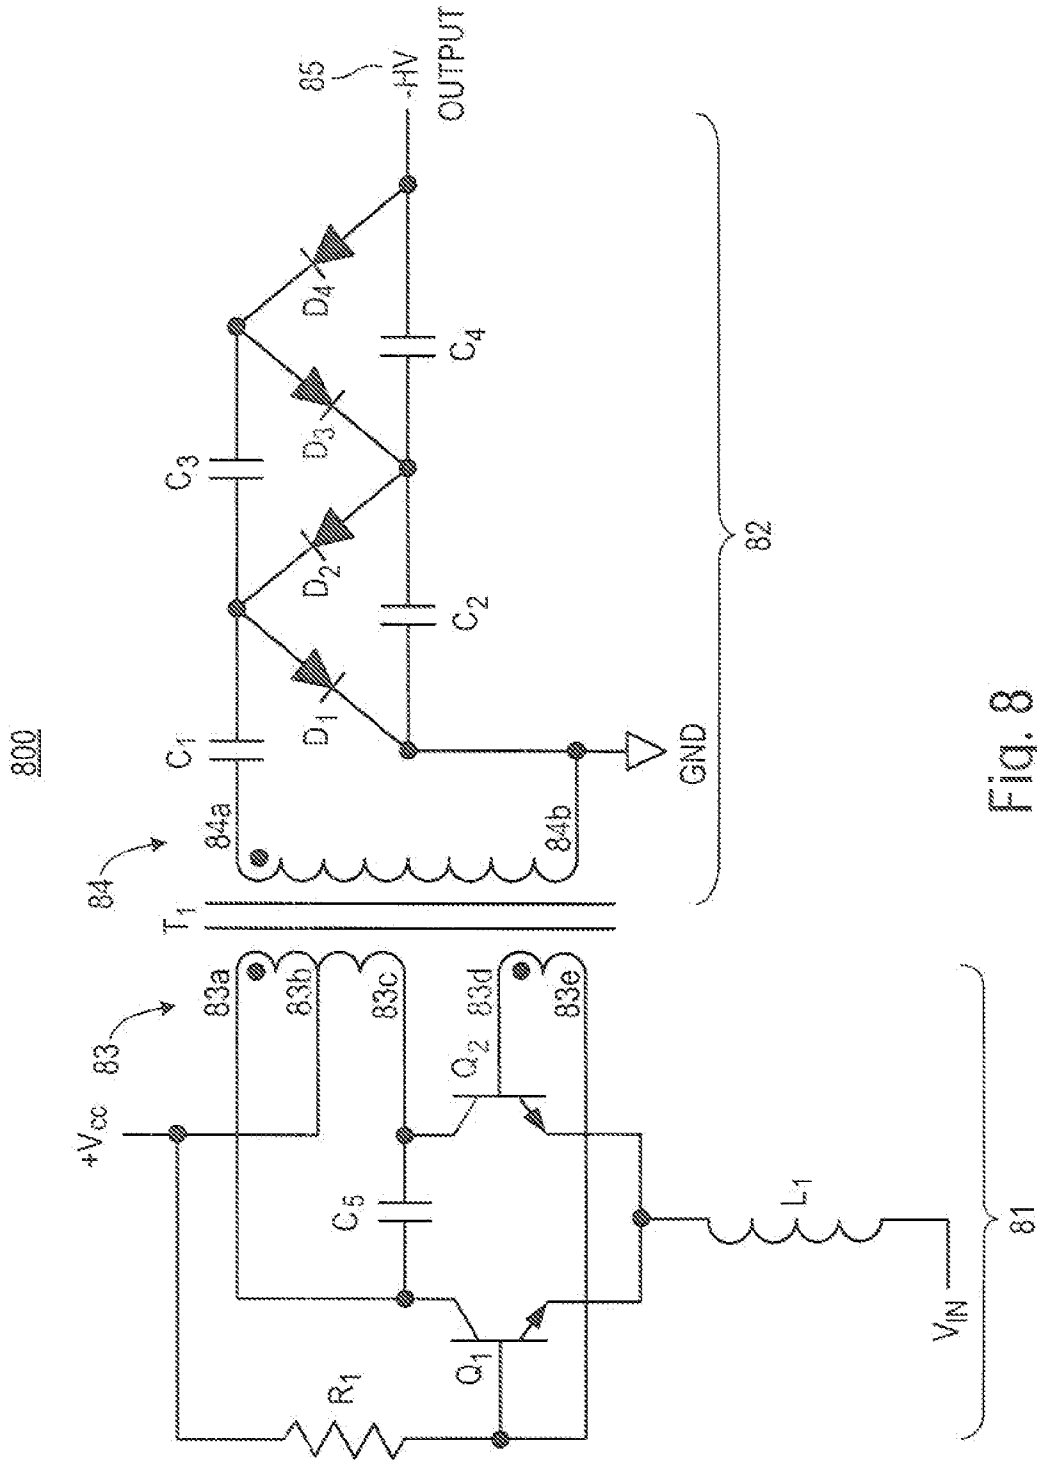 800
+VCC
83
T1
84
83a
83b
83c
83d
83e
84a
84b
R1
Q1
C5
Q2
L1
VIN
81
C1
C3
D1
D2
D3
D4
C2
C4
GND
82
85
-HV
OUTPUT
Fig. 8